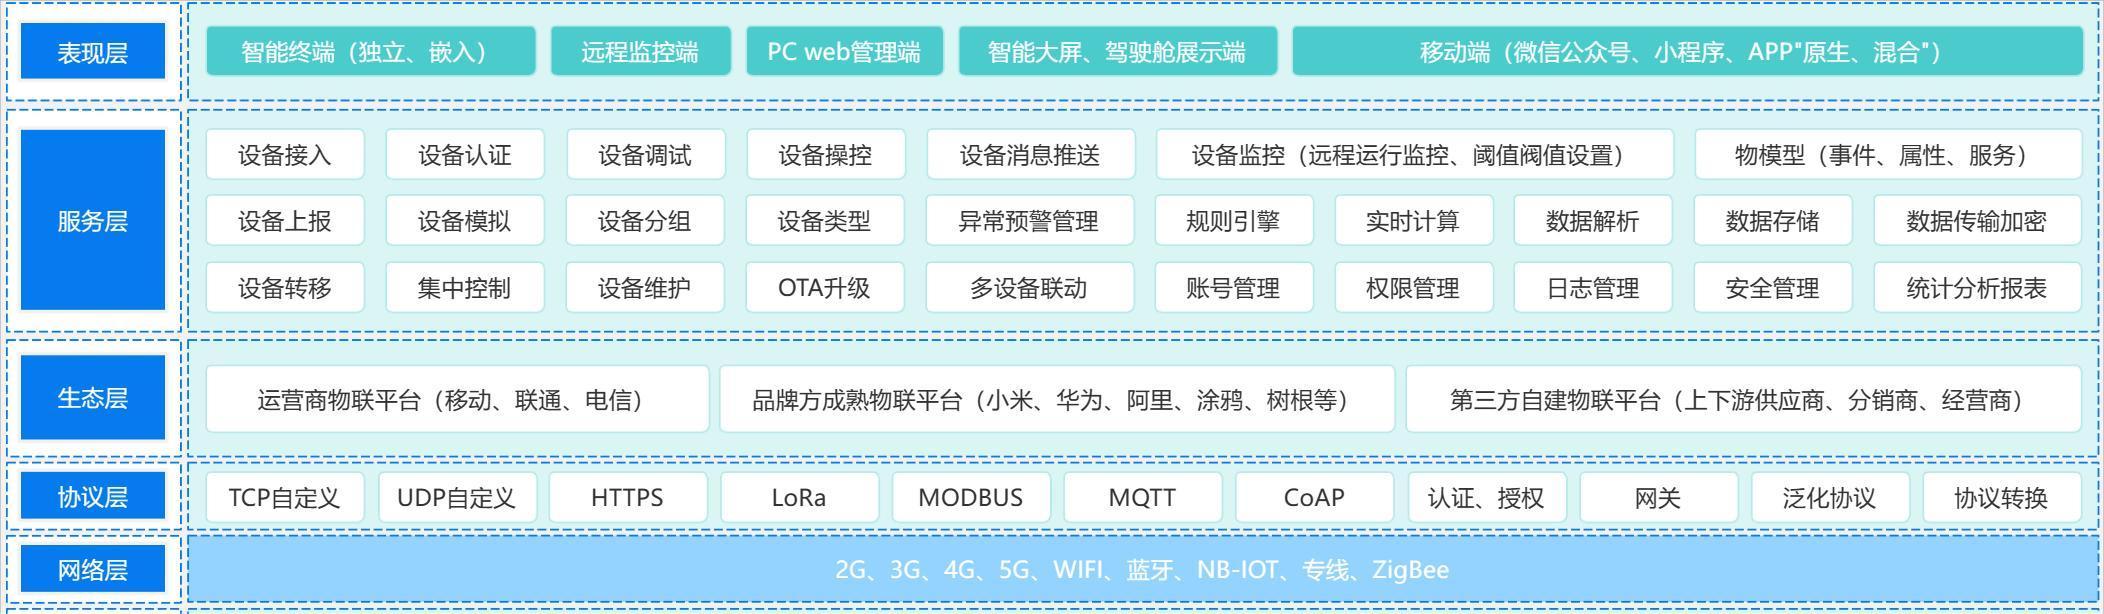 表现层
智能终端（独立、嵌入）
远程监控端
PC web管理端
智能大屏、驾驶舱展示端
移动端（微信公众号、小程序、APP"原生、混合"）
服务层
设备接入
设备认证
设备调试
设备操控
设备消息推送
设备监控（远程运行监控、阈值阀值设置）
物模型（事件、属性、服务）
设备上报
设备模拟
设备分组
设备类型
异常预警管理
规则引擎
实时计算
数据解析
数据存储
数据传输加密
设备转移
集中控制
设备维护
OTA升级
多设备联动
账号管理
权限管理
日志管理
安全管理
统计分析报表
生态层
运营商物联平台（移动、联通、电信）
品牌方成熟物联平台（小米、华为、阿里、涂鸦、树根等）
第三方自建物联平台（上下游供应商、分销商、经营商）
协议层
TCP自定义
UDP自定义
HTTPS
LoRa
MODBUS
MQTT
CoAP
认证、授权
网关
泛化协议
协议转换
网络层
2G、3G、4G、5G、WIFI、蓝牙、NB-IOT、专线、ZigBee